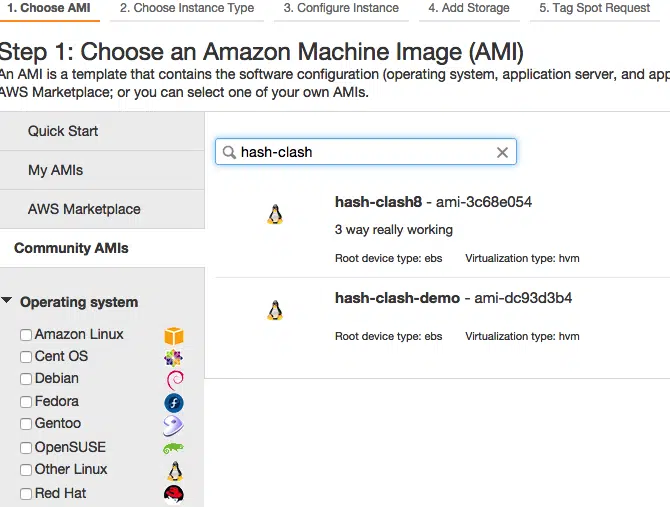 1. Choose AMI 2. Choose Instance Type 3. Configure Instance 4. Add Storage 5. Tag Spot Request
Step 1: Choose an Amazon Machine Image (AMI)
An AMI is a template that contains the software configuration (operating system, application server, and app
AWS Marketplace; or you can select one of your own AMIs.
Quick Start
My AMIs
AWS Marketplace
Community AMIs
Operating system
Amazon Linux
Cent OS
Debian
Fedora
Gentoo
OpenSUSE
Other Linux
Red Hat
hash-clash
hash-clash8 - ami-3c68e054
3 way really working
Root device type: ebs Virtualization type: hvm
hash-clash-demo - ami-dc93d3b4
Root device type: ebs Virtualization type: hvm